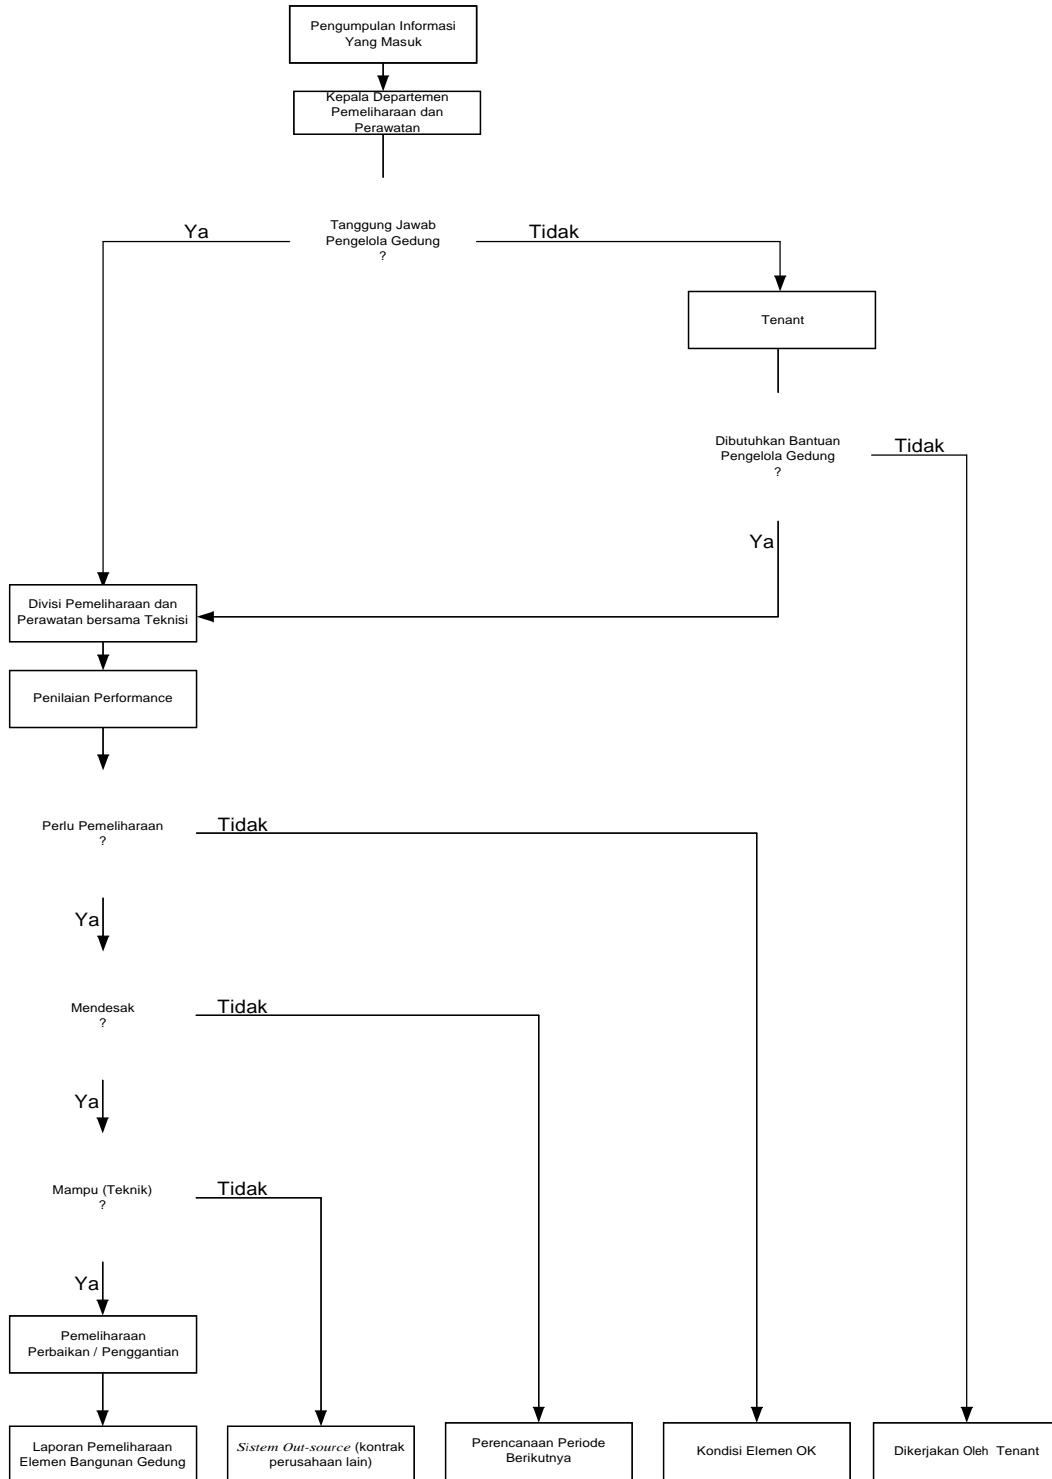 Pengumpulan Informasi
Yang Masuk
Kepala Departemen
Pemeliharaan dan
Perawatan
Ya
Tanggung Jawab
Pengelola Gedung
?
Tidak
Tenant
Dibutuhkan Bantuan
Pengelola Gedung
?
Tidak
Ya
Divisi Pemeliharaan dan
Perawatan bersama Teknisi
Penilaian Performance
Perlu Pemeliharaan
?
Tidak
Ya
Mendesak
?
Tidak
Ya
Mampu (Teknik)
?
Tidak
Ya
Pemeliharaan
Perbaikan / Penggantian
Laporan Pemeliharaan
Elemen Bangunan Gedung
Sistem Out-source (kontrak
perusahaan lain)
Perencanaan Periode
Berikutnya
Kondisi Elemen OK
Dikerjakan Oleh Tenant